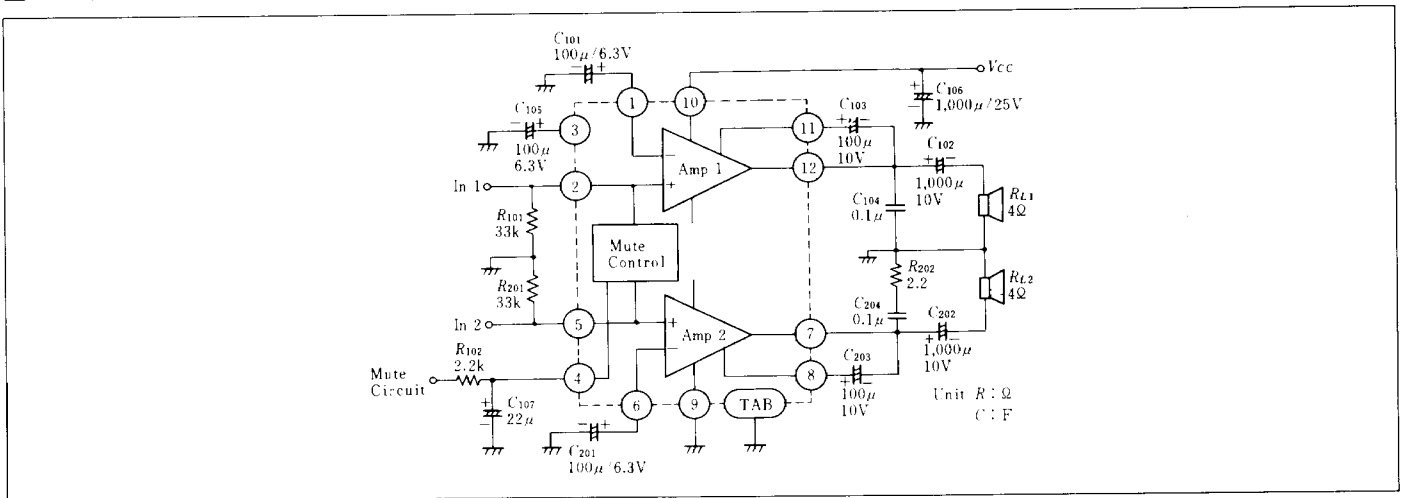 C101
100μ/6.3V
Vcc
C106
1,000μ/25V
C105
100μ
6.3V
3
1
10
11
C103
100μ
10V
12
C102
1,000μ
10V
Amp 1
In 1
2
R101
33k
R201
33k
Mute
Control
C104
0.1μ
RL1
4Ω
R202
2.2
RL2
4Ω
C204
0.1μ
In 2
5
Amp 2
7
C202
1,000μ
10V
Mute
Circuit
R102
2.2k
4
8
C203
100μ
10V
C107
22μ
6
9
TAB
C201
100μ/6.3V
Unit R : Ω
C : F